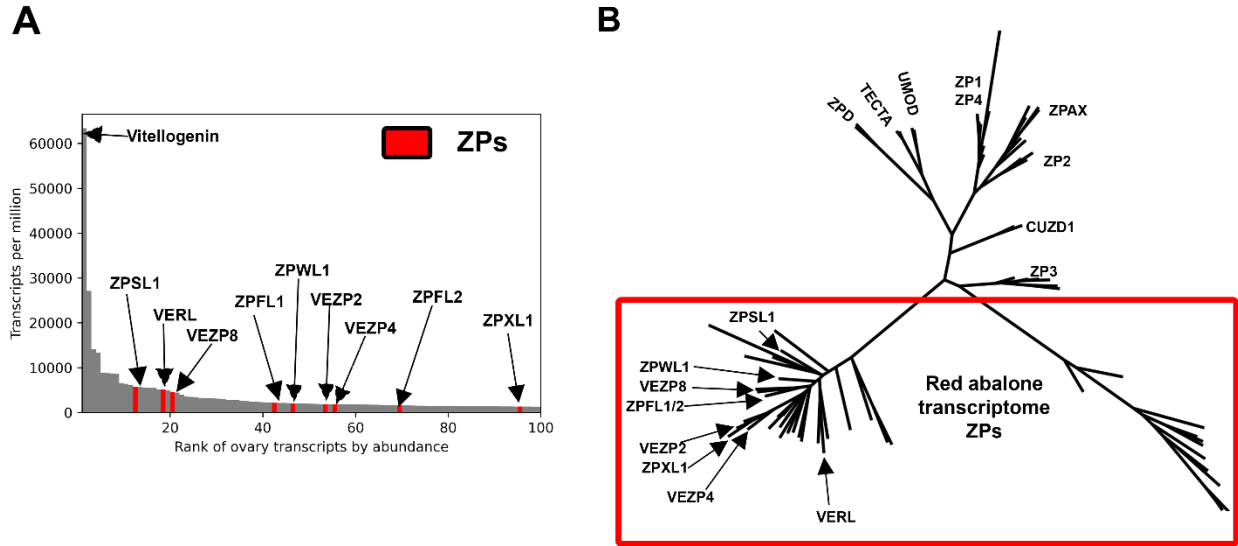 A
Vitellogenin
ZPs
ZPSL1
VERL
VEZP8
ZPFL1
ZPWL1
VEZP2
VEZP4
ZPFL2
ZPXL1
Transcripts per million
60000
50000
40000
30000
20000
10000
0
20
40
60
80
100
Rank of ovary transcripts by abundance
B
ZPD
TECTA
UMOD
ZP1
ZP4
ZPAX
ZP2
CUZD1
ZP3
ZPSL1
ZPWL1
VEZP8
ZPFL1/2
VEZP2
ZPXL1
VEZP4
VERL
Red abalone
transcriptome
ZPs